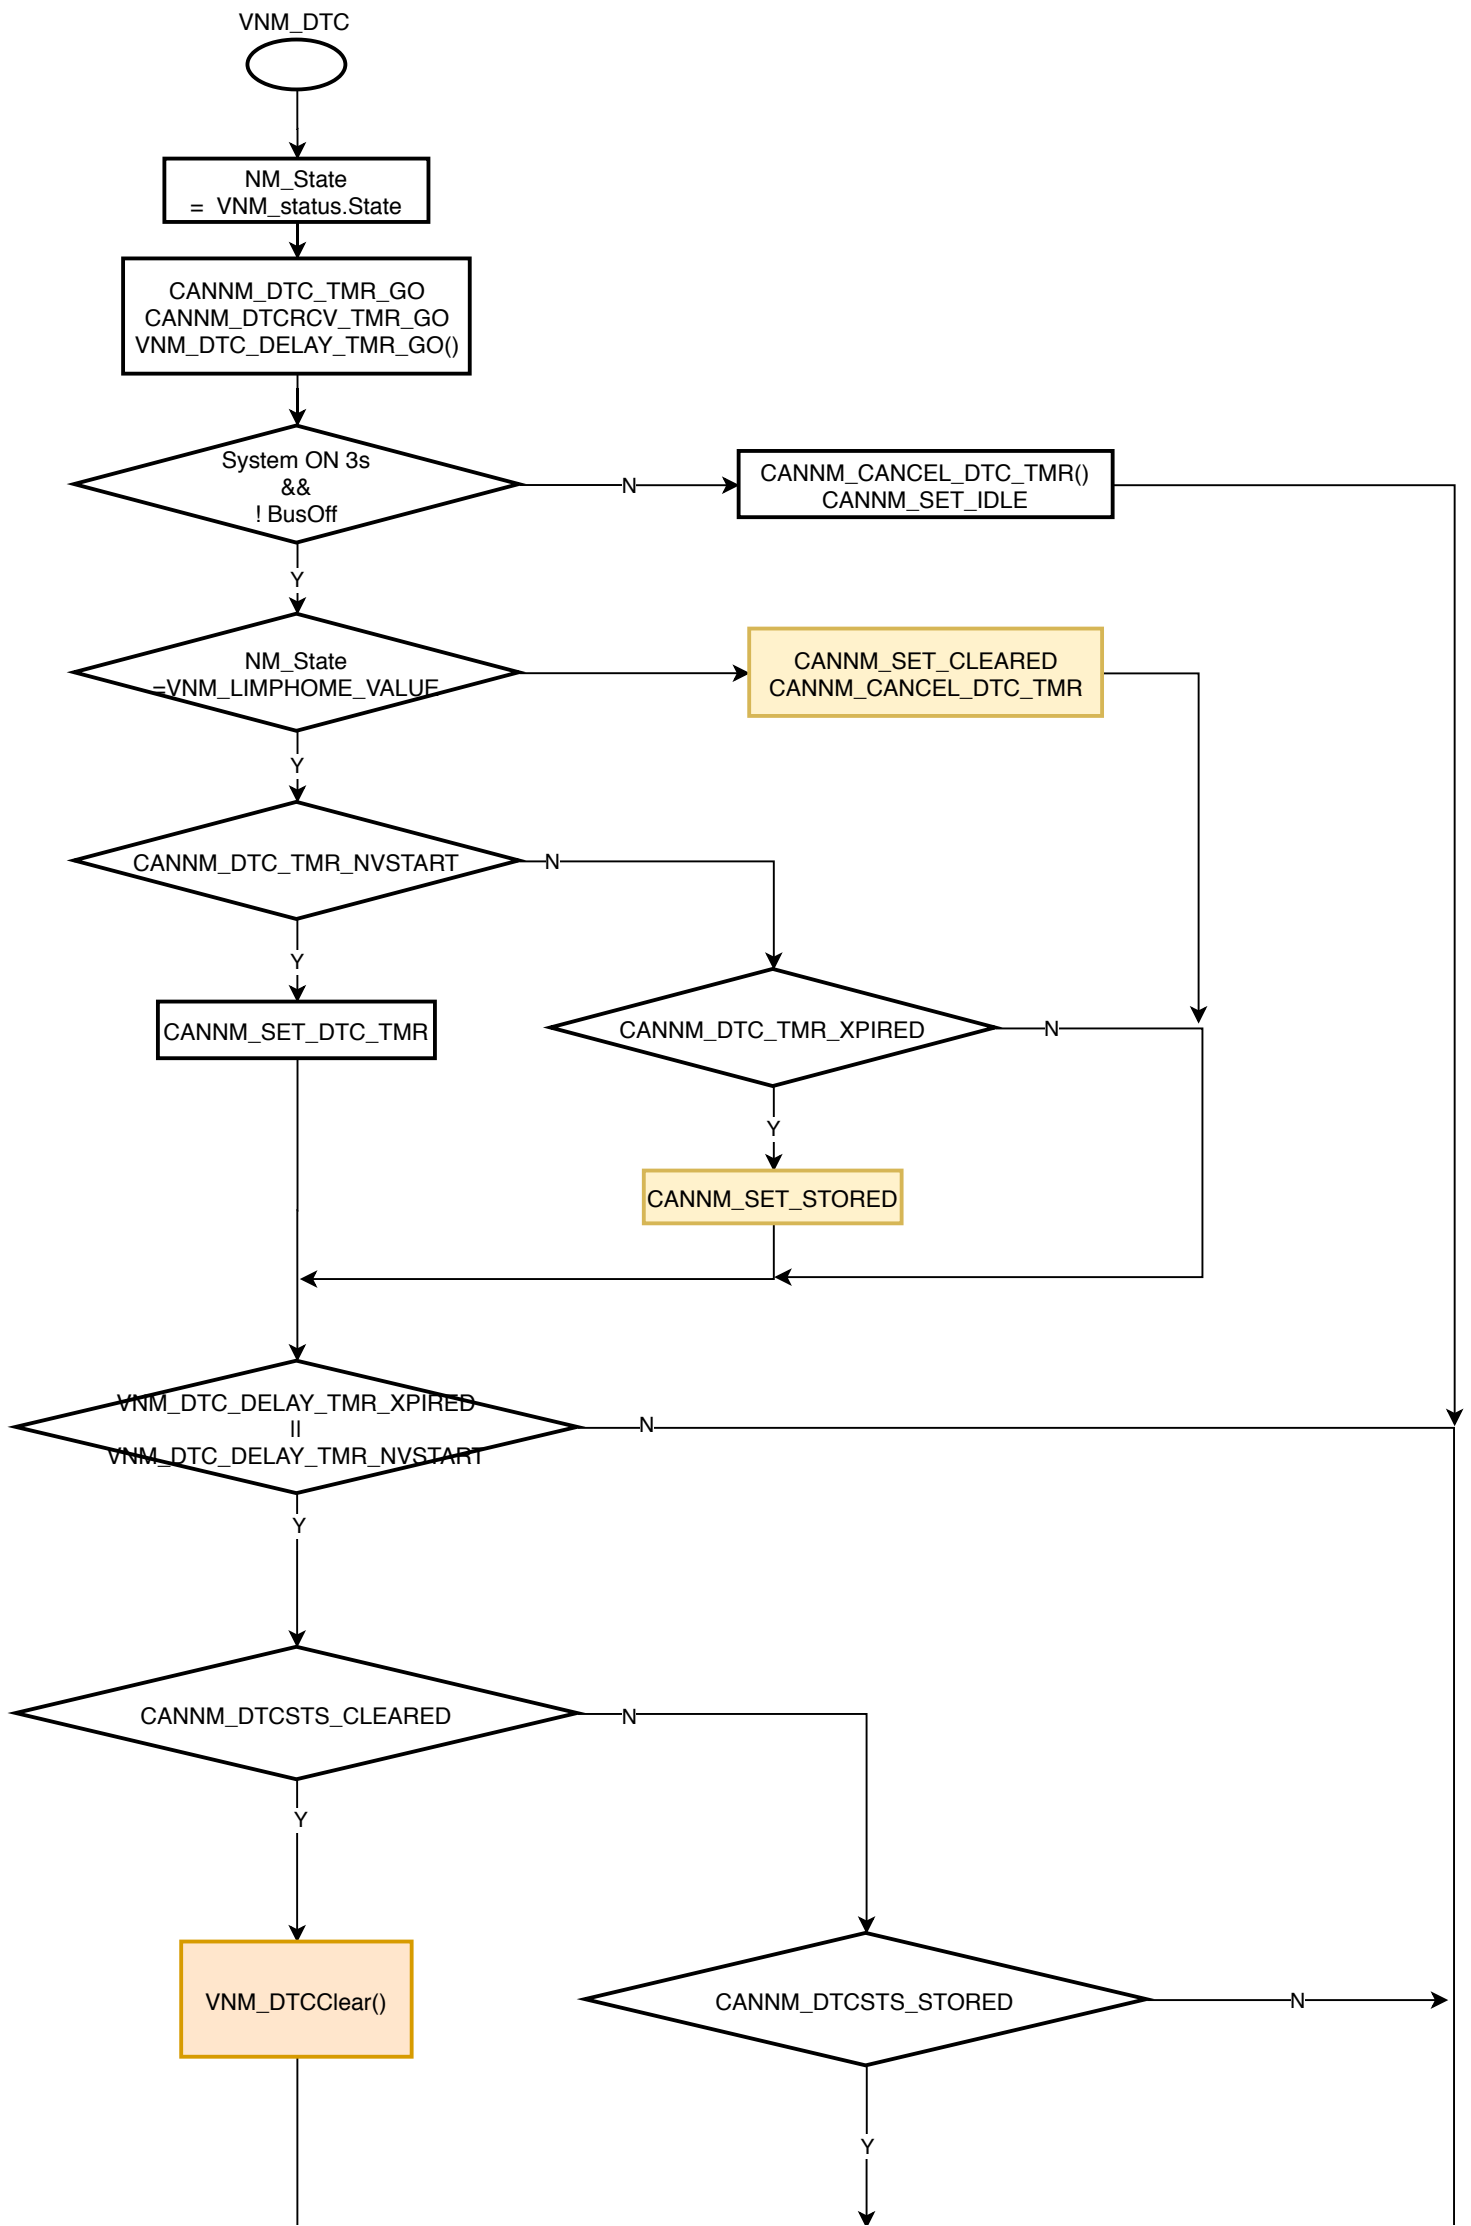 VNM_DTC
NM_State
= VNM_status.State
CANNM_DTC_TMR_GO
CANNM_DTCRCV_TMR_GO
VNM_DTC_DELAY_TMR_GO()
System ON 3s
&&
! BusOff
N
CANNM_CANCEL_DTC_TMR()
CANNM_SET_IDLE
Y
NM_State
=VNM_LIMPHOME_VALUE
CANNM_SET_CLEARED
CANNM_CANCEL_DTC_TMR
Y
CANNM_DTC_TMR_NVSTART
N
Y
CANNM_SET_DTC_TMR
CANNM_DTC_TMR_XPIRED
N
Y
CANNM_SET_STORED
VNM_DTC_DELAY_TMR_XPIRED
||
VNM_DTC_DELAY_TMR_NVSTART
N
Y
CANNM_DTCSTS_CLEARED
N
Y
VNM_DTCClear()
CANNM_DTCSTS_STORED
N
Y